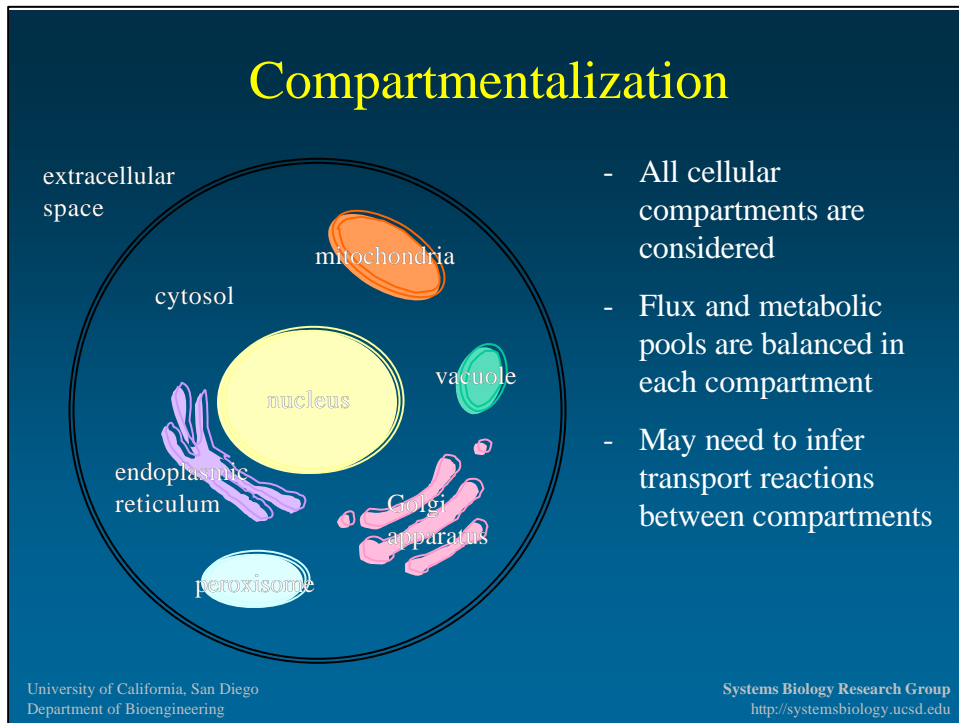 Compartmentalization
extracellular
space
mitochondria
cytosol
vacuole
nucleus
endoplasmic
reticulum
Golgi
apparatus
peroxisome
- All cellular
compartments are
considered
- Flux and metabolic
pools are balanced in
each compartment
- May need to infer
transport reactions
between compartments
University of California, San Diego
Department of Bioengineering
Systems Biology Research Group
http://systemsbiology.ucsd.edu